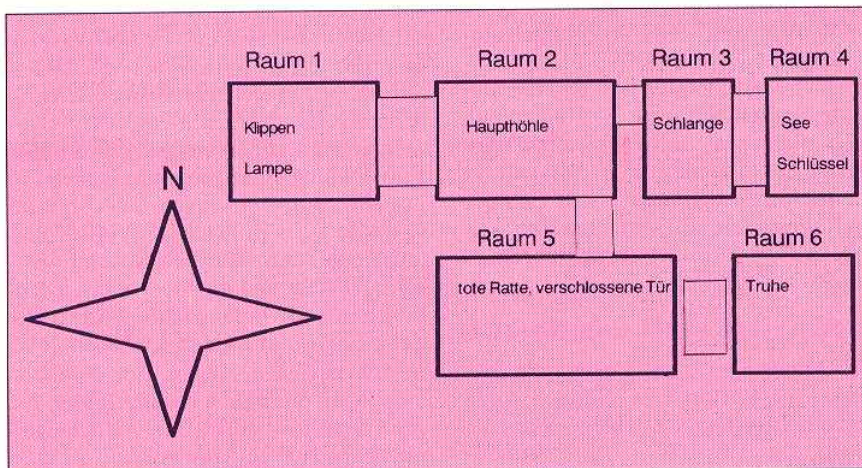 Raum 1
Raum 2
Raum 3
Raum 4
Klippen
Lampe
Haupthöhle
Schlange
See
Schlüssel
N
Raum 5
Raum 6
tote Ratte, verschlossene Tür
Truhe